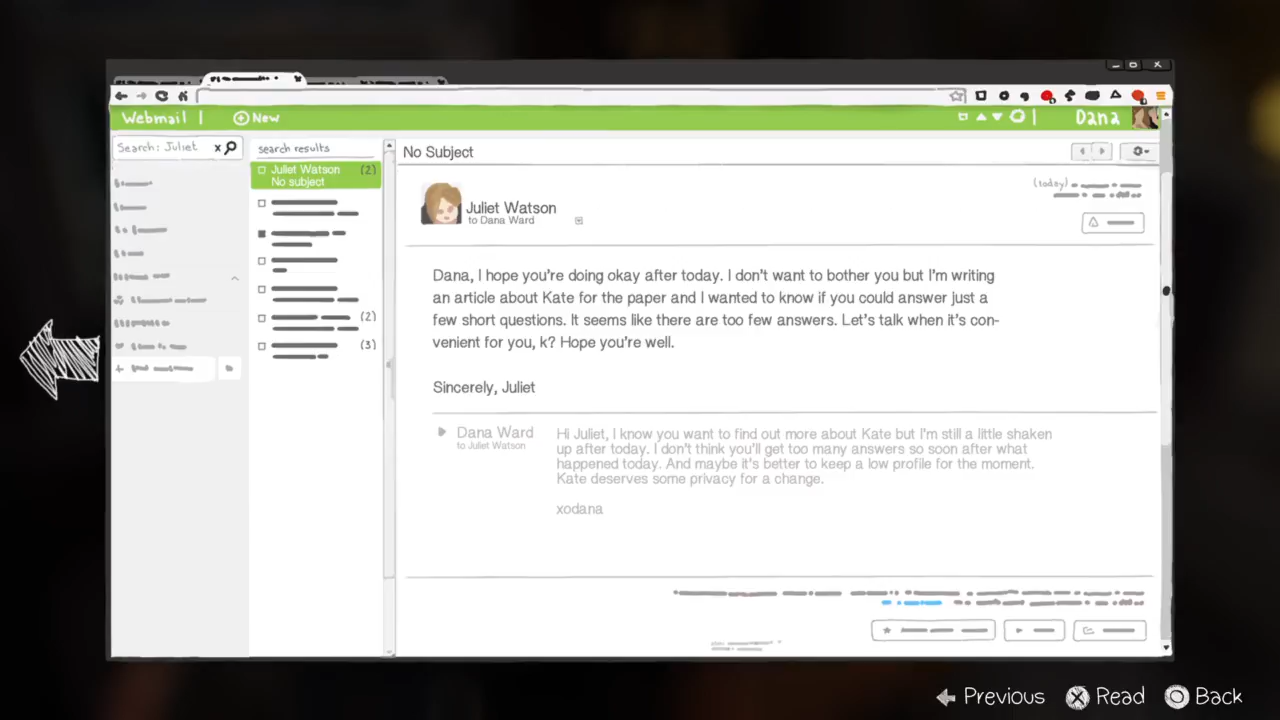 Webmail |
New
Dana
Search: Juliet x
search results
Juliet Watson (2)
No subject
(2)
(3)
No Subject
(today)
Juliet Watson
to Dana Ward
Dana, I hope you're doing okay after today. I don't want to bother you but I'm writing
an article about Kate for the paper and I wanted to know if you could answer just a
few short questions. It seems like there are too few answers. Let's talk when it's con-
venient for you, k? Hope you're well.
Sincerely, Juliet
Dana Ward
to Juliet Watson
Hi Juliet, I know you want to find out more about Kate but I'm still a little shaken
up after today. I don't think you'll get too many answers so soon after what
happened today. And maybe it's better to keep a low profile for the moment.
Kate deserves some privacy for a change.
xodana
Previous
Read
Back